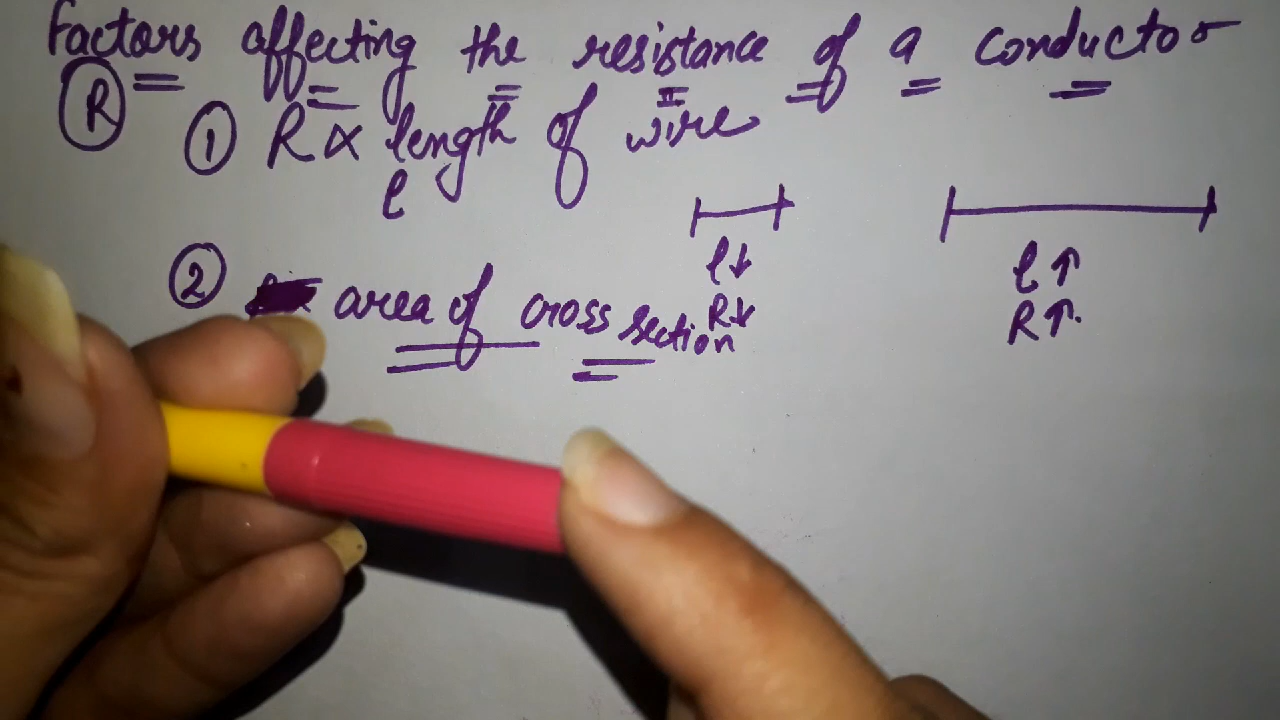 Factors affecting the resistance of a conductor
R
① R ∝ length of wire
l
l↓
R↓
l↑
R↑
② area of cross section